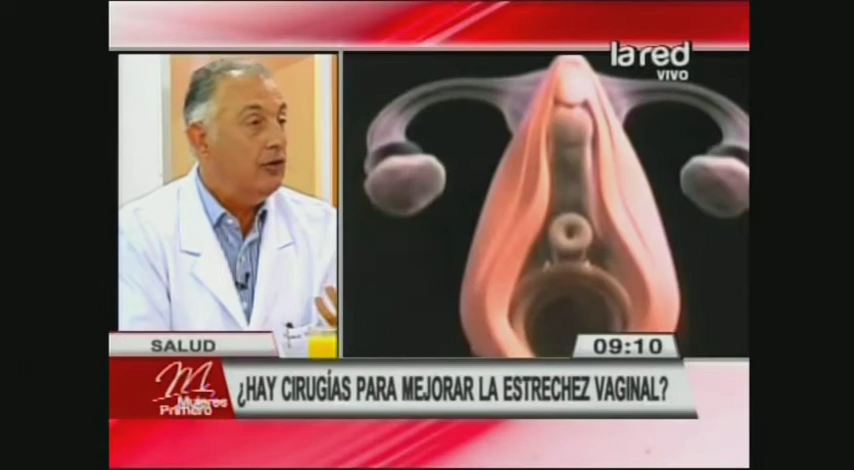 la red
VIVO
SALUD
09:10
M
Mujeres
Primero
¿HAY CIRUGÍAS PARA MEJORAR LA ESTRECHEZ VAGINAL?